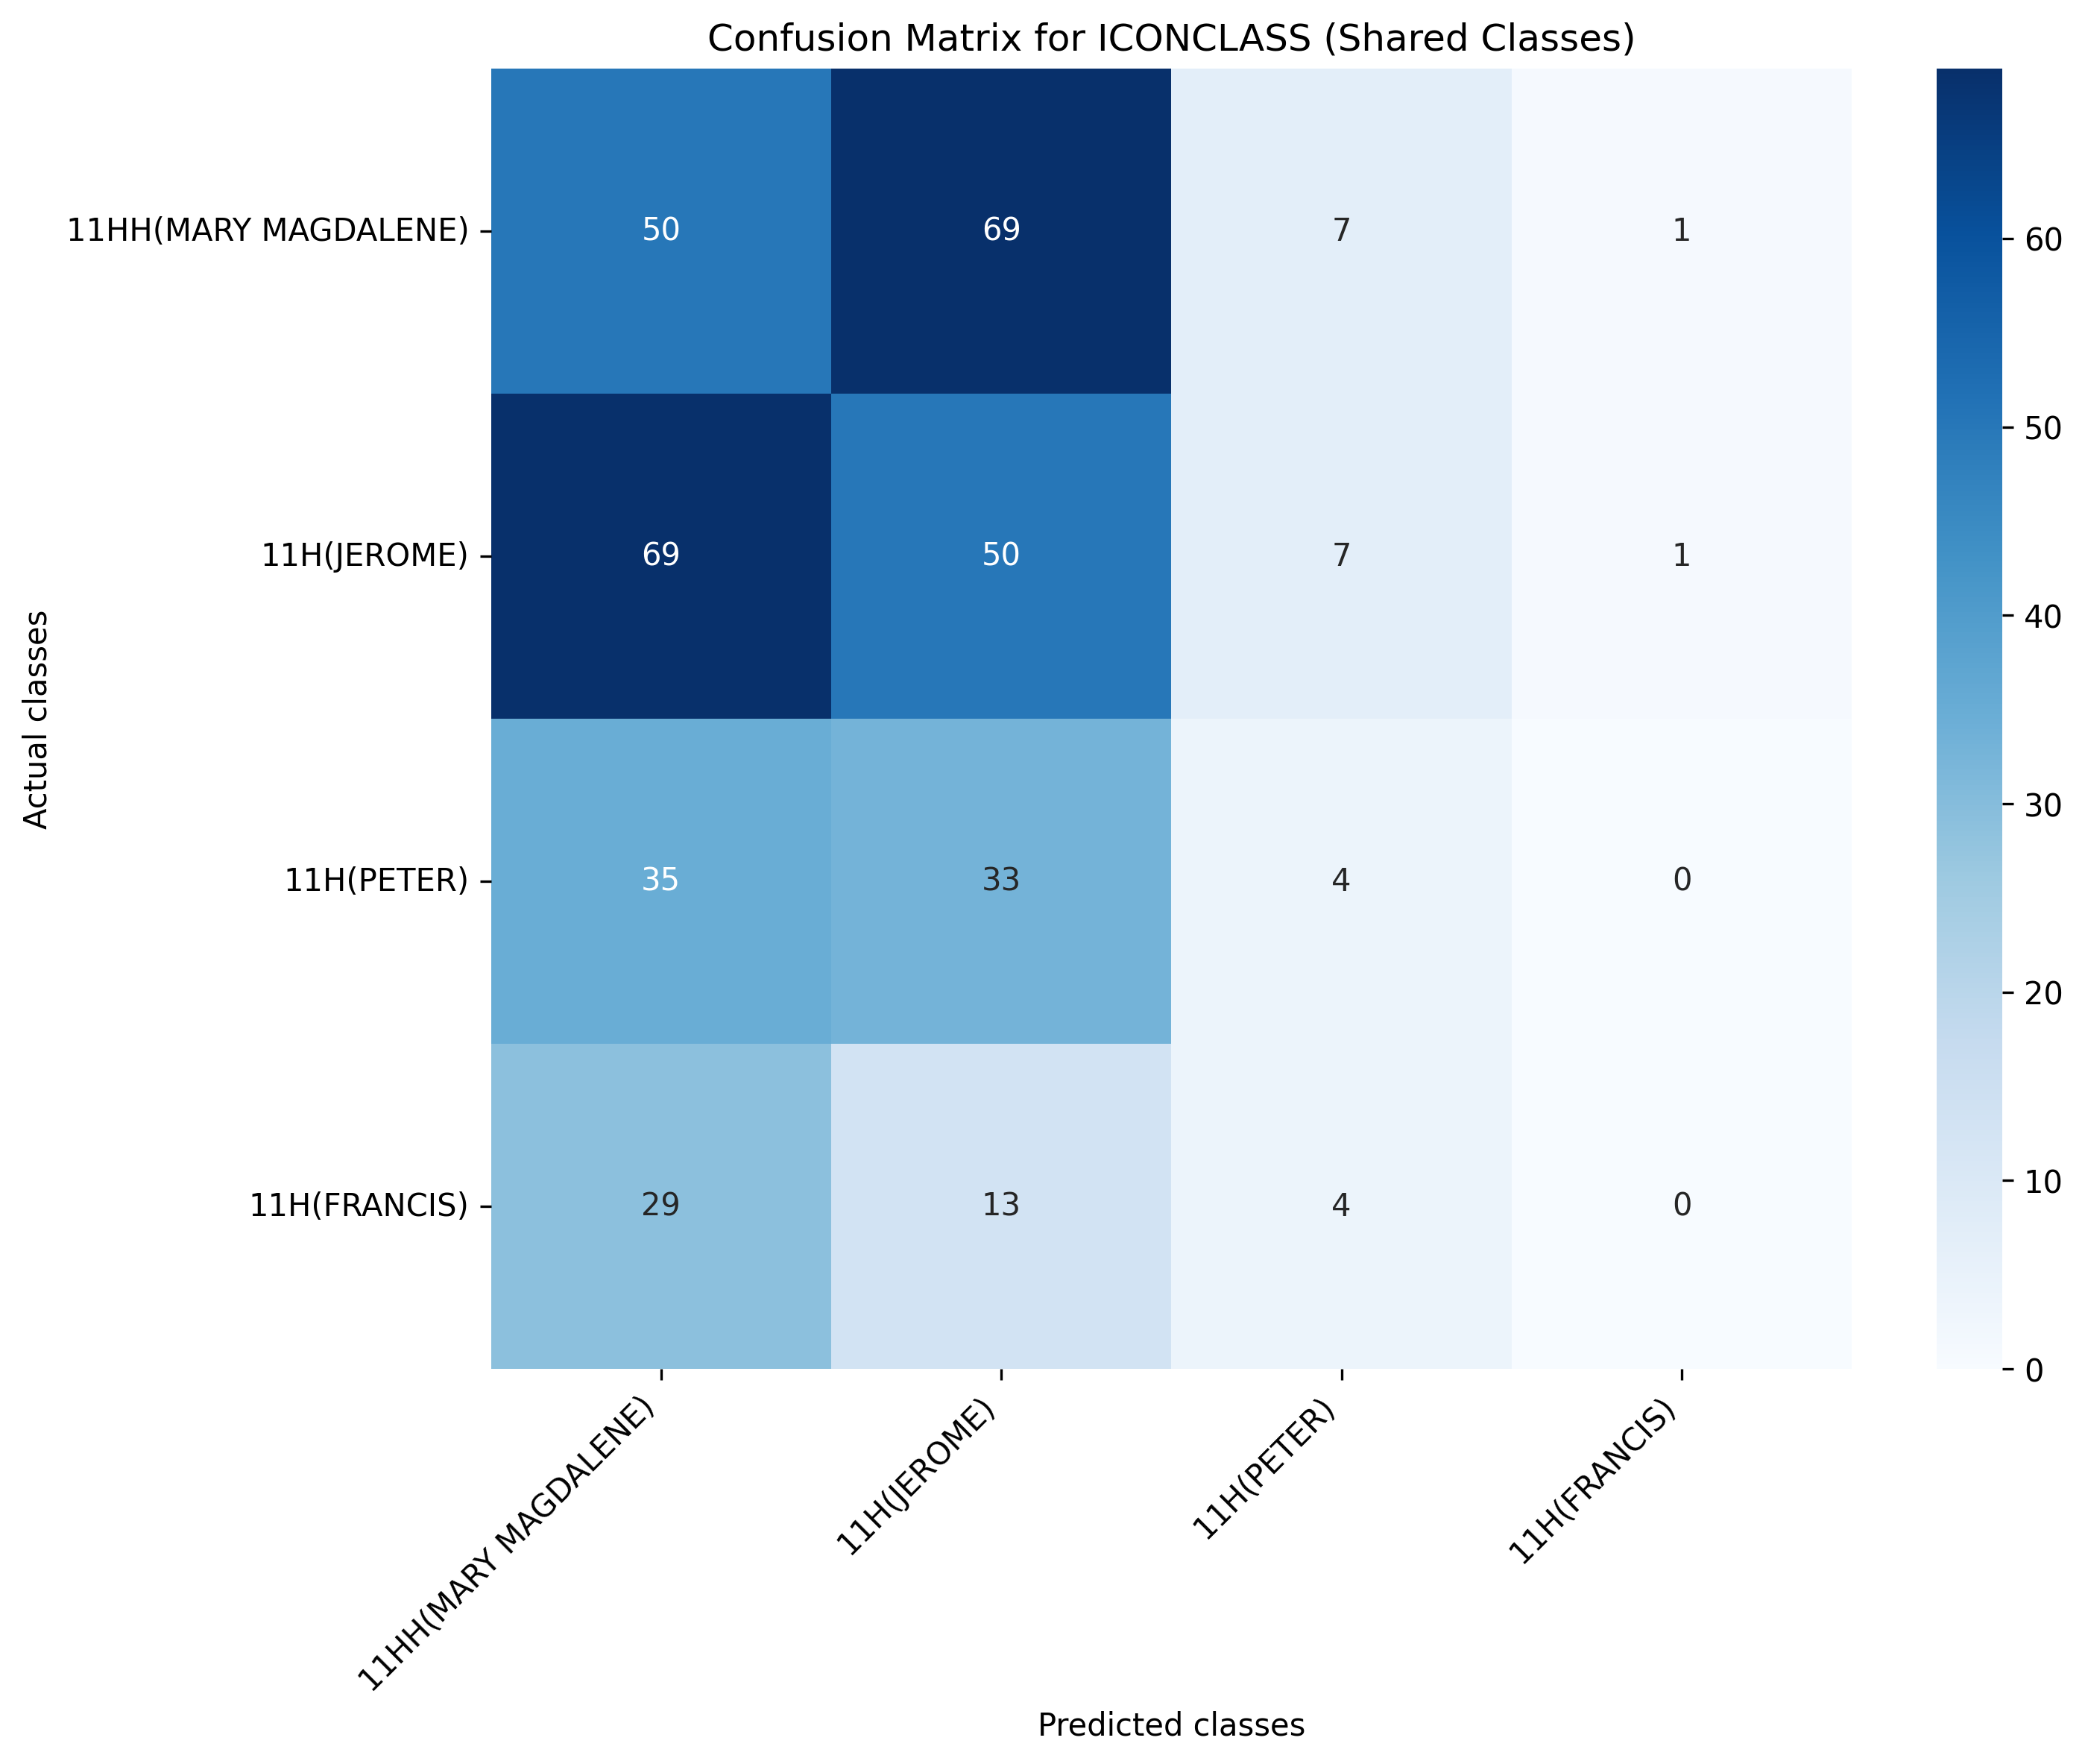 Confusion Matrix for ICONCLASS (Shared Classes)
Actual classes
11HH(MARY MAGDALENE) 50 69 7 1
11H(JEROME) 69 50 7 1
11H(PETER) 35 33 4 0
11H(FRANCIS) 29 13 4 0
11HH(MARY MAGDALENE)
11H(JEROME)
11H(PETER)
11H(FRANCIS)
Predicted classes
60
50
40
30
20
10
0